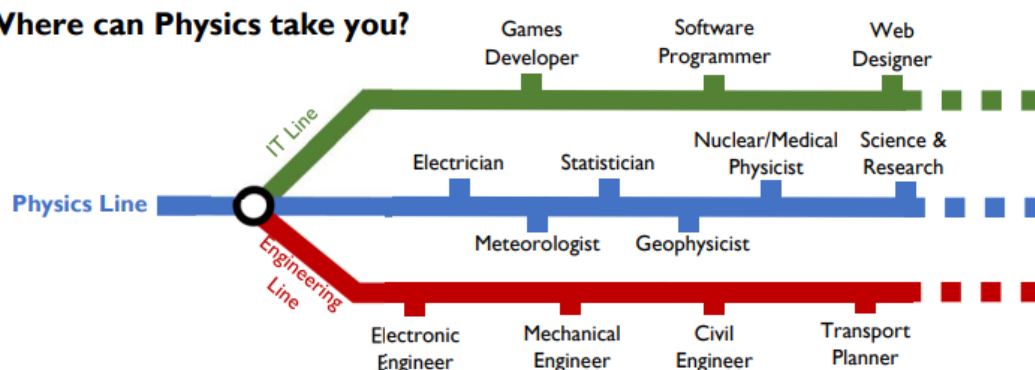 Where can Physics take you?
Games
Developer
Software
Programmer
Web
Designer
IT Line
Electrician
Statistician
Nuclear/Medical
Physicist
Science &
Research
Physics Line
Meteorologist
Geophysicist
Engineering
Line
Electronic
Engineer
Mechanical
Engineer
Civil
Engineer
Transport
Planner